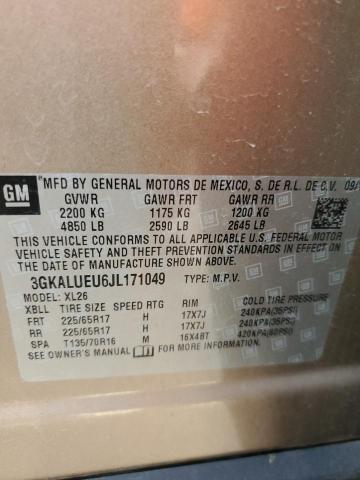 GM
MFD BY GENERAL MOTORS DE MEXICO, S. DE R.L. DE C.V. 09/
GVWR GAWR FRT GAWR RR
2200 KG 1175 KG 1200 KG
4850 LB 2590 LB 2645 LB
THIS VEHICLE CONFORMS TO ALL APPLICABLE U.S. FEDERAL MOTOR
VEHICLE SAFETY AND THEFT PREVENTION STANDARDS IN EFFECT
ON THE DATE OF MANUFACTURE SHOWN ABOVE.
3GKALUEU6JL171049 TYPE: M.P.V.
MODEL: XL26
XBLL TIRE SIZE SPEED RTG RIM COLD TIRE PRESSURE
FRT 225/65R17 H 17X7J 240KPA(35PSI)
RR 225/65R17 H 17X7J 240KPA(35PSI)
SPA T135/70R16 M 16X4BT 420KPA(60PSI)
SEE OWNER'S MANUAL FOR MORE INFORMATION.